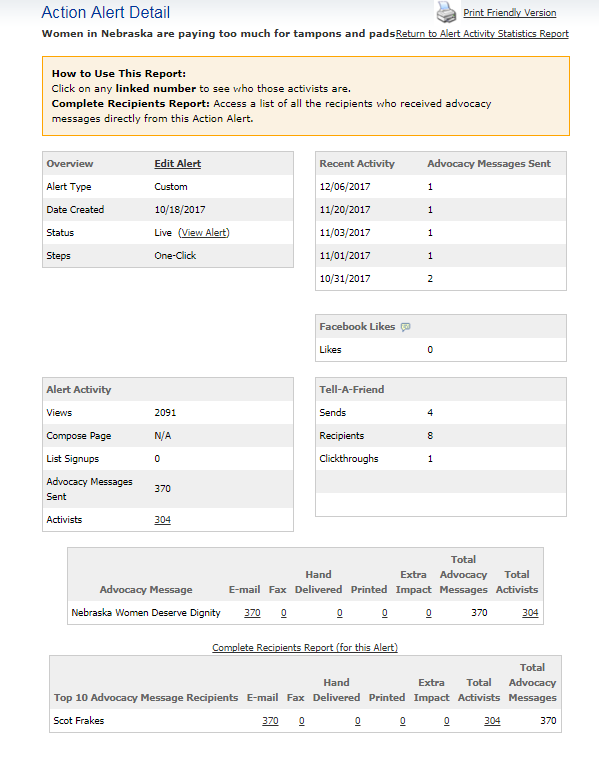 Action Alert Detail
Print Friendly Version
Women in Nebraska are paying too much for tampons and pads Return to Alert Activity Statistics Report
How to Use This Report:
Click on any linked number to see who those activists are.
Complete Recipients Report: Access a list of all the recipients who received advocacy
messages directly from this Action Alert.
Overview Edit Alert
Alert Type Custom
Date Created 10/18/2017
Status Live (View Alert)
Steps One-Click
Recent Activity Advocacy Messages Sent
12/06/2017 1
11/20/2017 1
11/03/2017 1
11/01/2017 1
10/31/2017 2
Facebook Likes
Likes 0
Alert Activity
Views 2091
Compose Page N/A
List Signups 0
Advocacy Messages
Sent 370
Activists 304
Tell-A-Friend
Sends 4
Recipients 8
Clickthroughs 1
Total
Hand Extra Advocacy Total
Advocacy Message E-mail Fax Delivered Printed Impact Messages Activists
Nebraska Women Deserve Dignity 370 0 0 0 0 370 304
Complete Recipients Report (for this Alert)
Total
Hand Extra Total Advocacy
Top 10 Advocacy Message Recipients E-mail Fax Delivered Printed Impact Activists Messages
Scot Frakes 370 0 0 0 0 304 370